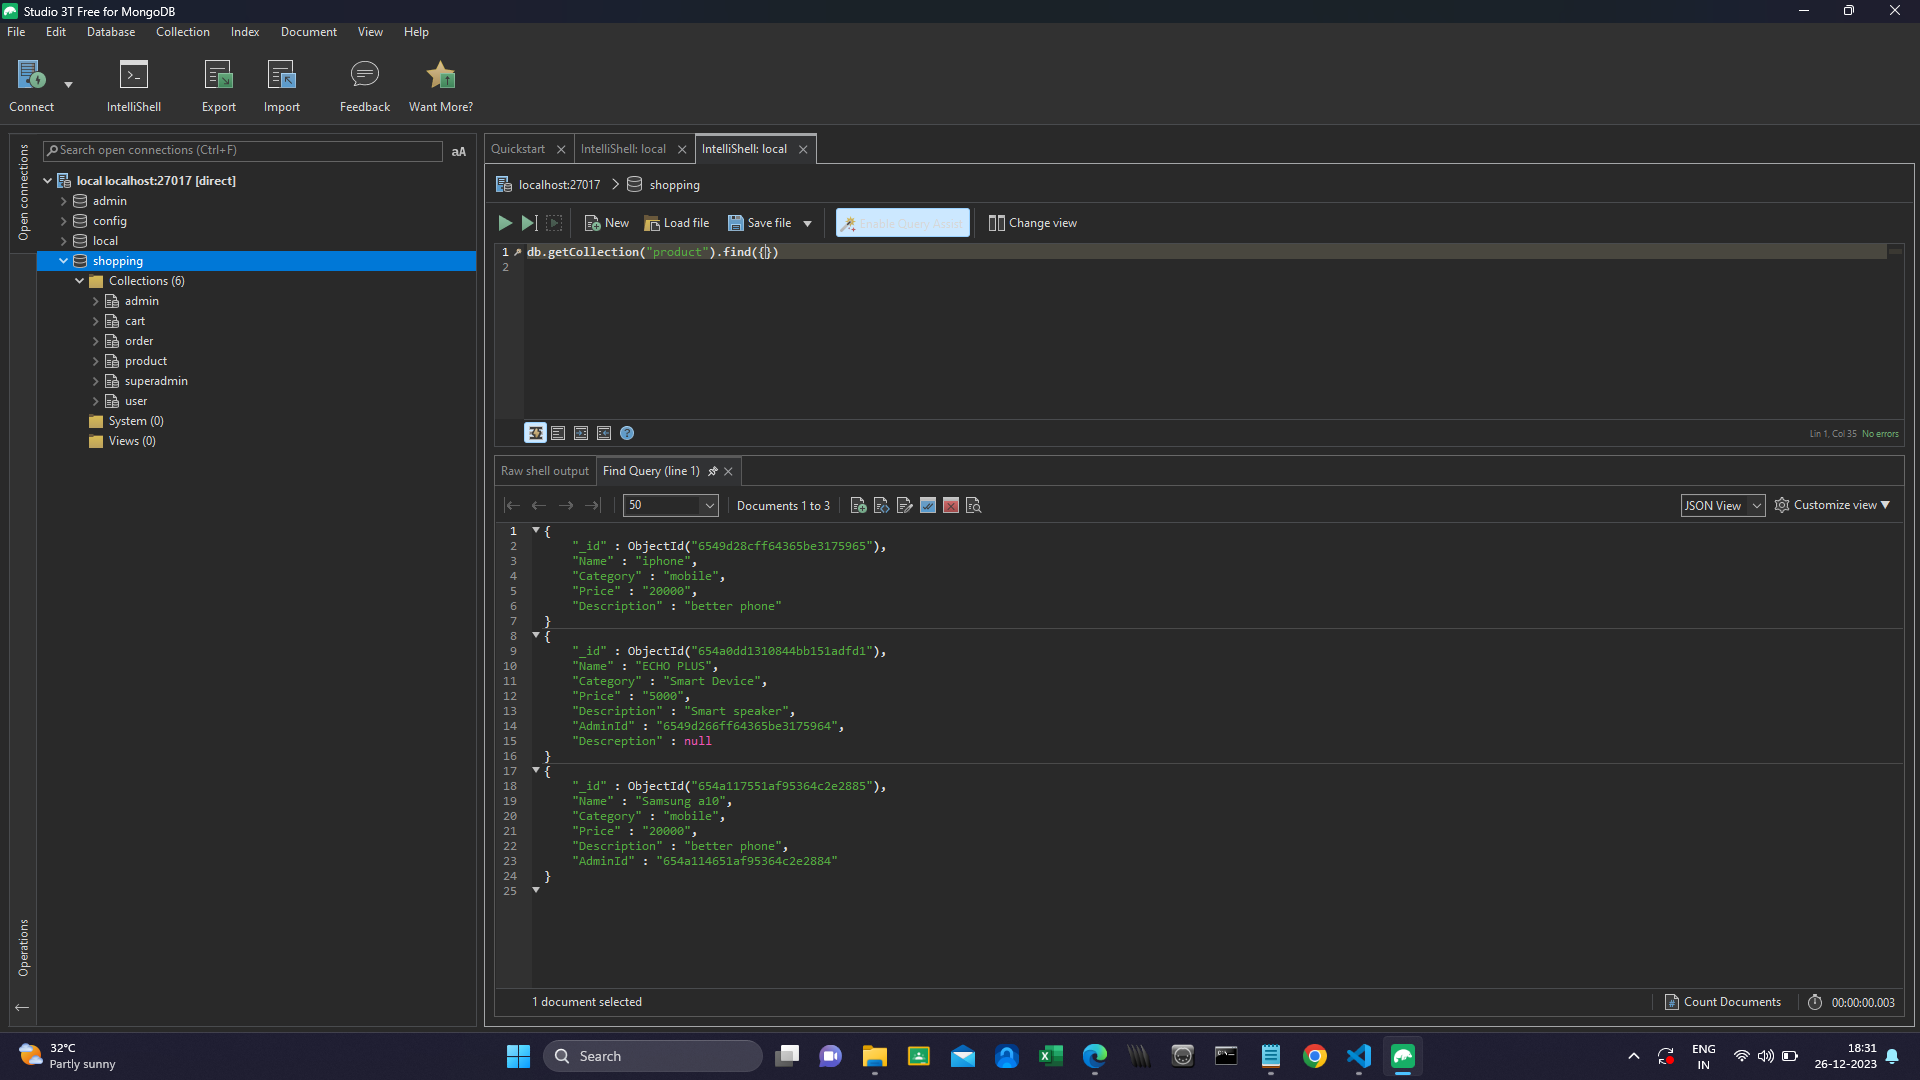 Studio 3T Free for MongoDB
File Edit Database Collection Index Document View Help
Connect IntelliShell Export Import Feedback Want More?
Open connections
Search open connections (Ctrl+F) aA
local localhost:27017 [direct]
admin
config
local
shopping
Collections (6)
admin
cart
order
product
superadmin
user
System (0)
Views (0)
Operations
Quickstart IntelliShell: local IntelliShell: local
localhost:27017 shopping
New Load file Save file Enable Query Assist Change view
1 db.getCollection("product").find({})
2
Lin 1, Col 35 No errors
Raw shell output Find Query (line 1)
50 Documents 1 to 3 JSON View Customize view
1 {
2 "_id" : ObjectId("6549d28cff64365be3175965"),
3 "Name" : "iphone",
4 "Category" : "mobile",
5 "Price" : "20000",
6 "Description" : "better phone"
7 }
8 {
9 "_id" : ObjectId("654a0dd1310844bb151adfd1"),
10 "Name" : "ECHO PLUS",
11 "Category" : "Smart Device",
12 "Price" : "5000",
13 "Description" : "Smart speaker",
14 "AdminId" : "6549d266ff64365be3175964",
15 "Descreption" : null
16 }
17 {
18 "_id" : ObjectId("654a117551af95364c2e2885"),
19 "Name" : "Samsung a10",
20 "Category" : "mobile",
21 "Price" : "20000",
22 "Description" : "better phone",
23 "AdminId" : "654a114651af95364c2e2884"
24 }
25
1 document selected Count Documents 00:00:00.003
32°C
Partly sunny
Search
ENG
IN
18:31
26-12-2023